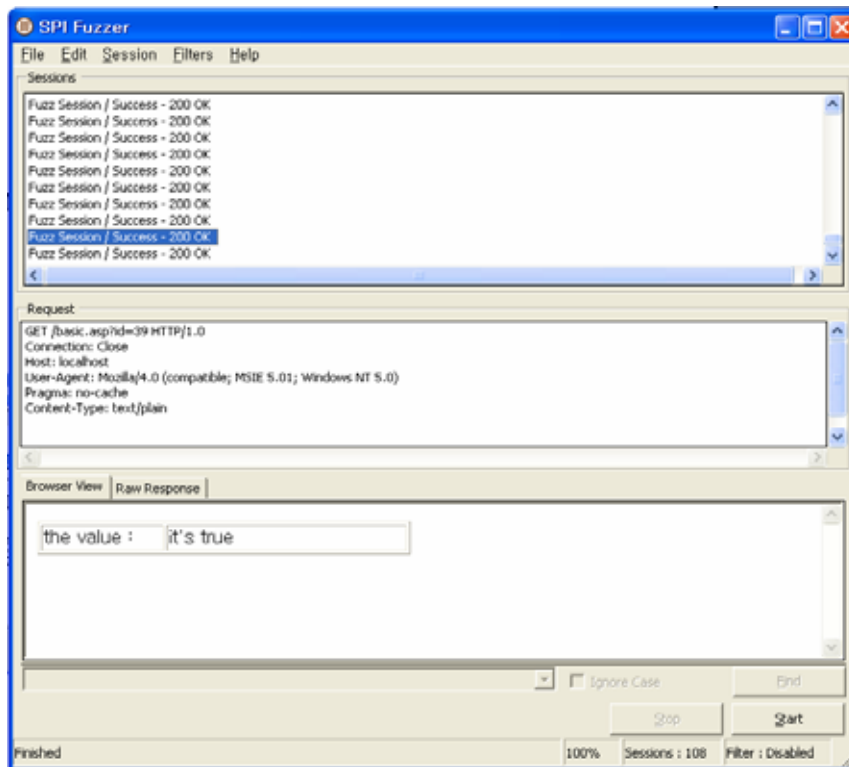 SPI Fuzzer
File Edit Session Filters Help
Sessions
Fuzz Session / Success - 200 OK
Fuzz Session / Success - 200 OK
Fuzz Session / Success - 200 OK
Fuzz Session / Success - 200 OK
Fuzz Session / Success - 200 OK
Fuzz Session / Success - 200 OK
Fuzz Session / Success - 200 OK
Fuzz Session / Success - 200 OK
Fuzz Session / Success - 200 OK
Fuzz Session / Success - 200 OK
Request
GET /basic.asp?id=39 HTTP/1.0
Connection: Close
Host: localhost
User-Agent: Mozilla/4.0 (compatible; MSIE 5.01; Windows NT 5.0)
Pragma: no-cache
Content-Type: text/plain
Browser View Raw Response
the value : it's true
Ignore Case Find
Stop Start
Finished 100% Sessions : 108 Filter : Disabled